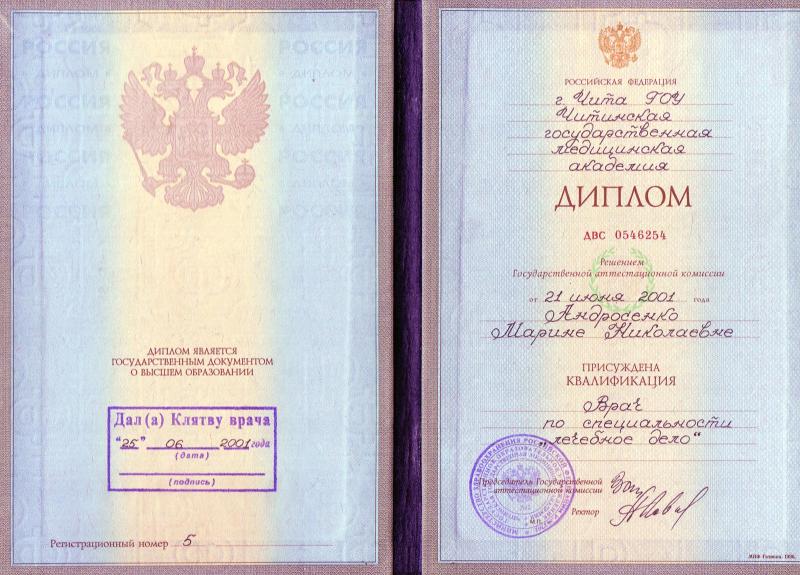 РОССИЯ
ДИПЛОМ
ДИПЛОМ ЯВЛЯЕТСЯ
ГОСУДАРСТВЕННЫМ ДОКУМЕНТОМ
О ВЫСШЕМ ОБРАЗОВАНИИ
Дал(а) Клятву врача
"25" 06 2001 года
(дата)
(подпись)
Регистрационный номер 5
РОССИЙСКАЯ ФЕДЕРАЦИЯ
г. Чита ГОУ
Читинская
государственная
медицинская
академия
ДИПЛОМ
ДВС 0546254
Решением
Государственной аттестационной комиссии
от 21 июня 2001 года
Андросенко
Марине Николаевне
ПРИСУЖДЕНА
КВАЛИФИКАЦИЯ
Врач
по специальности
"лечебное дело"
Председатель Государственной
аттестационной комиссии
Ректор
М.П.